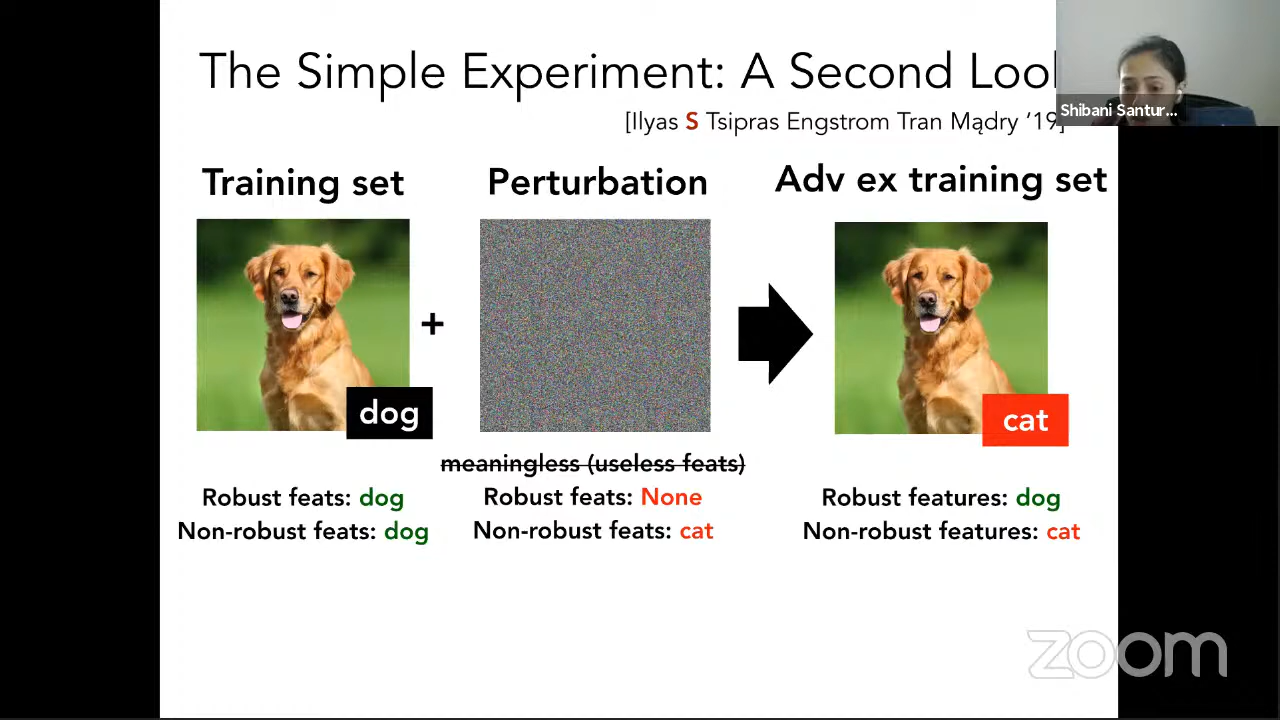 The Simple Experiment: A Second Look
[Ilyas S Tsipras Engstrom Tran Mądry ‘19]
Shibani Santur...
Training set
Perturbation
Adv ex training set
+
dog
cat
meaningless (useless feats)
Robust feats: dog
Non-robust feats: dog
Robust feats: None
Non-robust feats: cat
Robust features: dog
Non-robust features: cat
zoom